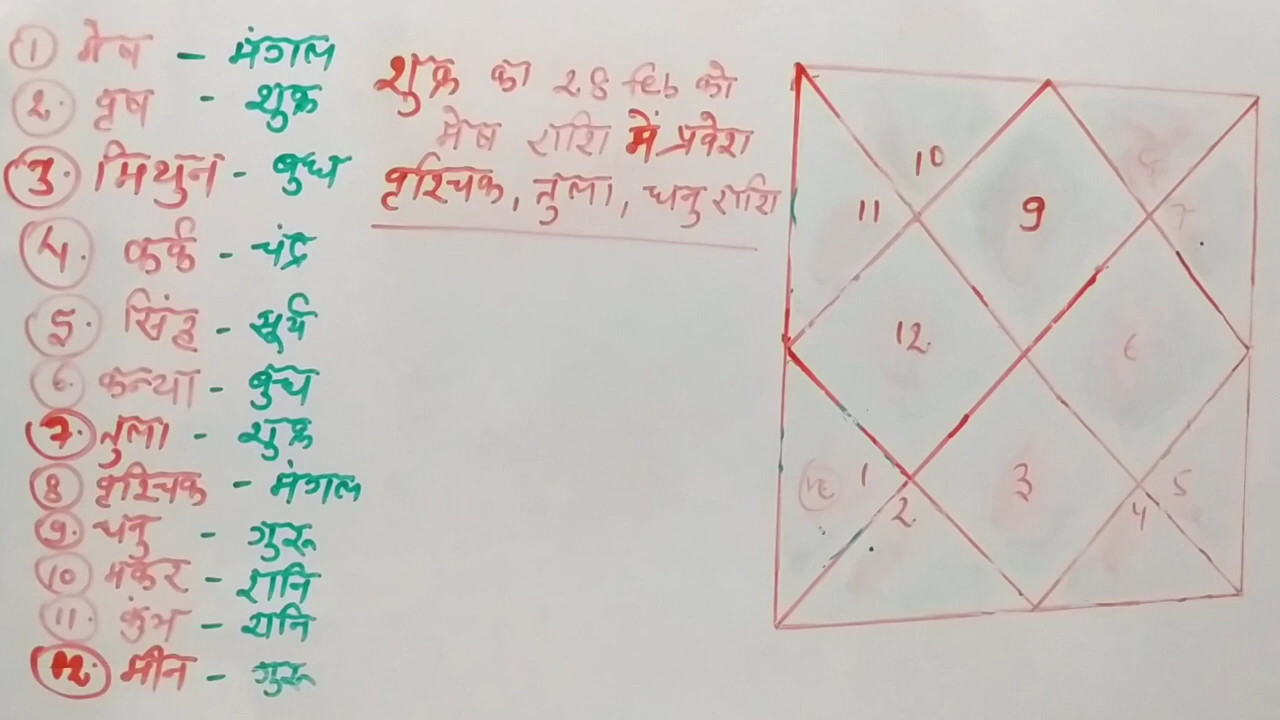 1 मेष - मंगल
2. वृष - शुक्र
3. मिथुन - बुध
4. कर्क - चंद्र
5. सिंह - सूर्य
6. कन्या - बुध
7. तुला - शुक्र
8 वृश्चिक - मंगल
9. धनु - गुरू
10 मकर - शनि
11. कुंभ - शनि
12. मीन - गुरू
शुक्र का 28 feb को
मेष राशि में प्रवेश
वृश्चिक, तुला, धनु राशि
10
11
9
8
7
12
6
1
2
3
4
5